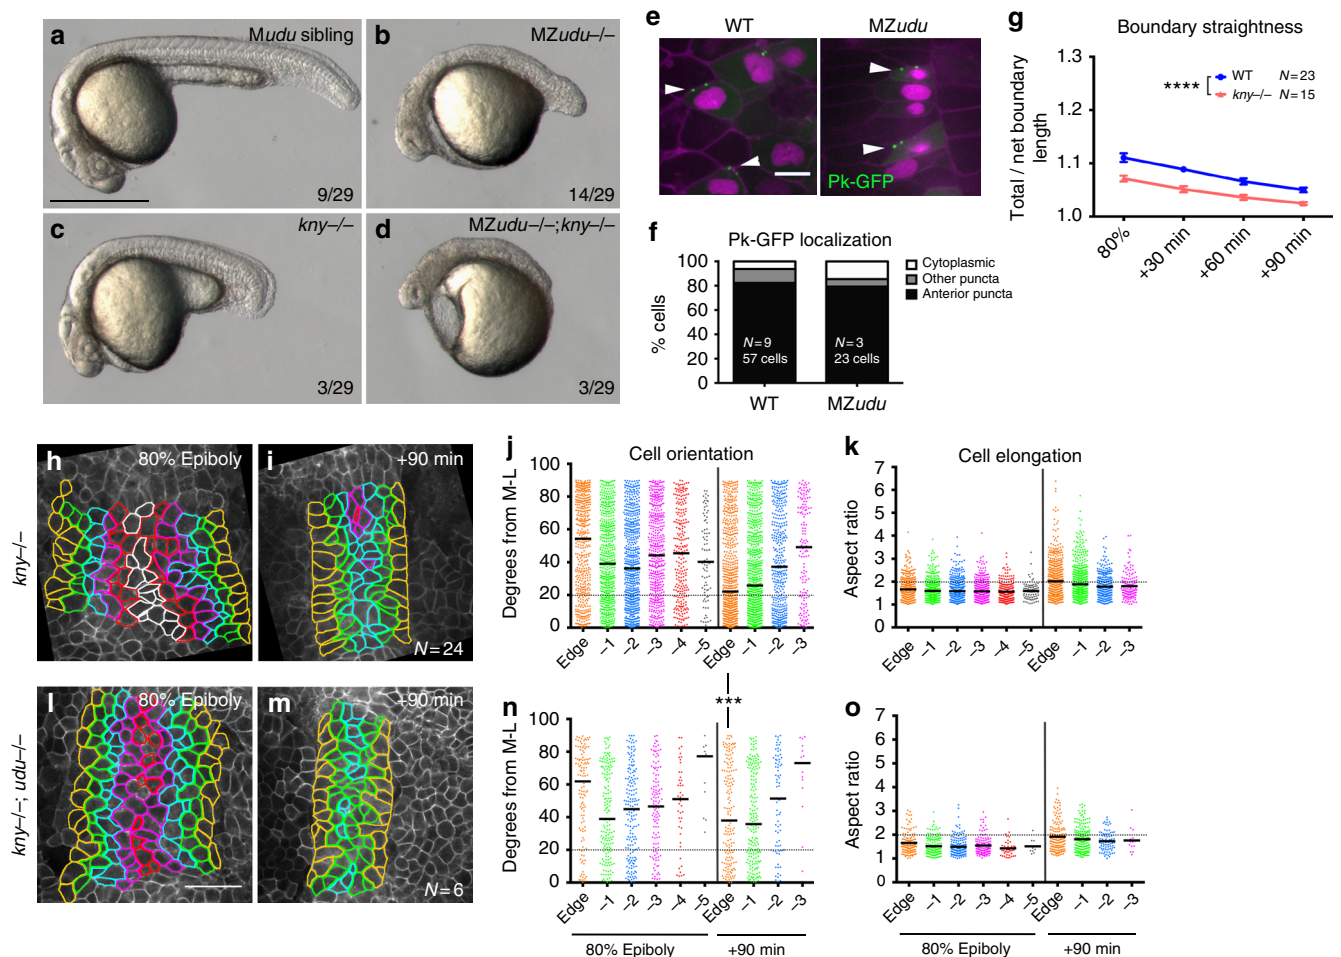 a
Mudu sibling
9/29
b
MZudu–/–
14/29
c
kny–/–
3/29
d
MZudu–/–;kny–/–
3/29
e
WT
MZudu
Pk-GFP
f
Pk-GFP localization
% cells
100
80
60
40
20
0
N=9
57 cells
N=3
23 cells
WT
MZudu
Cytoplasmic
Other puncta
Anterior puncta
g
Boundary straightness
Total / net boundary
length
1.3
1.2
1.1
1.0
****
WT N=23
kny–/– N=15
80%
+30 min
+60 min
+90 min
kny–/–
h
80% Epiboly
i
+90 min
N=24
j
Cell orientation
Degrees from M-L
100
80
60
40
20
0
Edge
–1
–2
–3
–4
–5
Edge
–1
–2
–3
k
Cell elongation
Aspect ratio
7
6
5
4
3
2
1
0
Edge
–1
–2
–3
–4
–5
Edge
–1
–2
–3
kny–/–; udu–/–
l
80% Epiboly
m
+90 min
N=6
n
***
Degrees from M-L
100
80
60
40
20
0
Edge
–1
–2
–3
–4
–5
Edge
–1
–2
–3
80% Epiboly
+90 min
o
Aspect ratio
7
6
5
4
3
2
1
0
Edge
–1
–2
–3
–4
–5
Edge
–1
–2
–3
80% Epiboly
+90 min